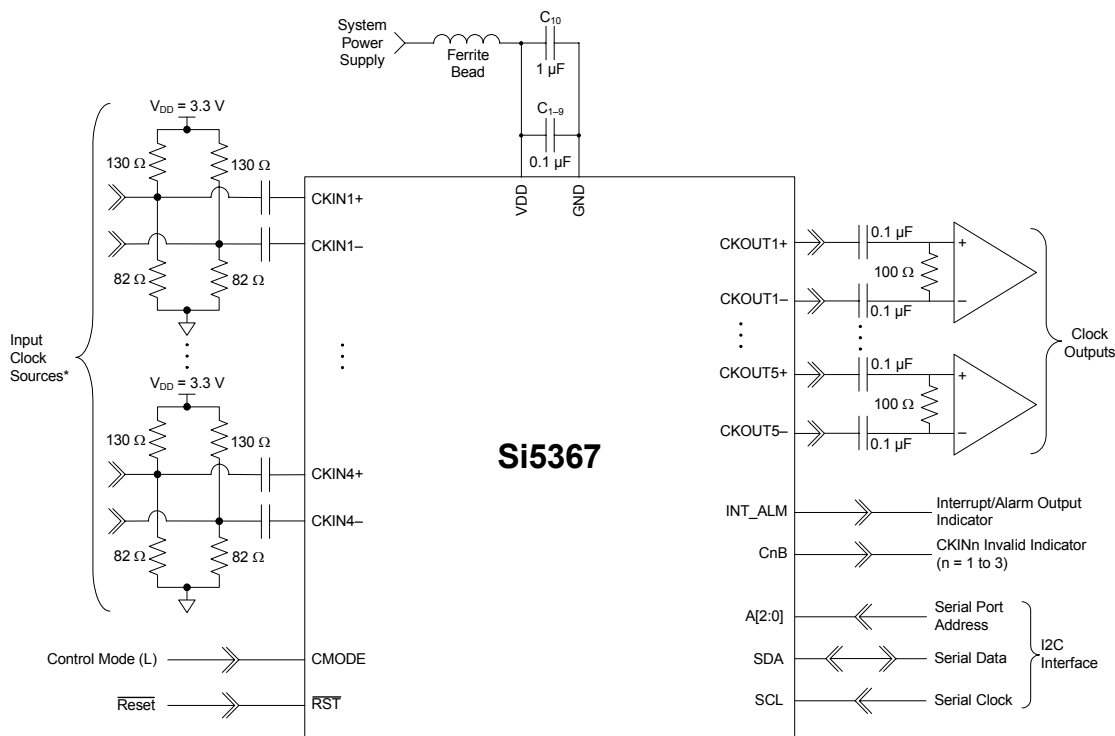 System
Power
Supply
Ferrite
Bead
C10
1 µF
C1–9
0.1 µF
VDD = 3.3 V
130 Ω
130 Ω
82 Ω
82 Ω
VDD = 3.3 V
130 Ω
130 Ω
82 Ω
82 Ω
Input
Clock
Sources*
Control Mode (L)
Reset
CKIN1+
CKIN1–
CKIN4+
CKIN4–
CMODE
RST
VDD
GND
Si5367
CKOUT1+
CKOUT1–
CKOUT5+
CKOUT5–
INT_ALM
CnB
A[2:0]
SDA
SCL
0.1 µF
100 Ω
0.1 µF
+
–
0.1 µF
100 Ω
0.1 µF
+
–
Clock
Outputs
Interrupt/Alarm Output
Indicator
CKINn Invalid Indicator
(n = 1 to 3)
Serial Port
Address
Serial Data
Serial Clock
I2C
Interface